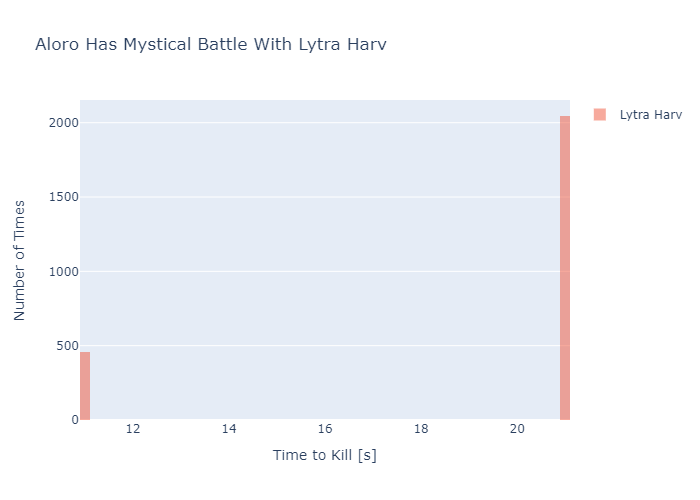 Aloro Has Mystical Battle With Lytra Harv
Lytra Harv
2000
1500
1000
500
0
Number of Times
12 14 16 18 20
Time to Kill [s]